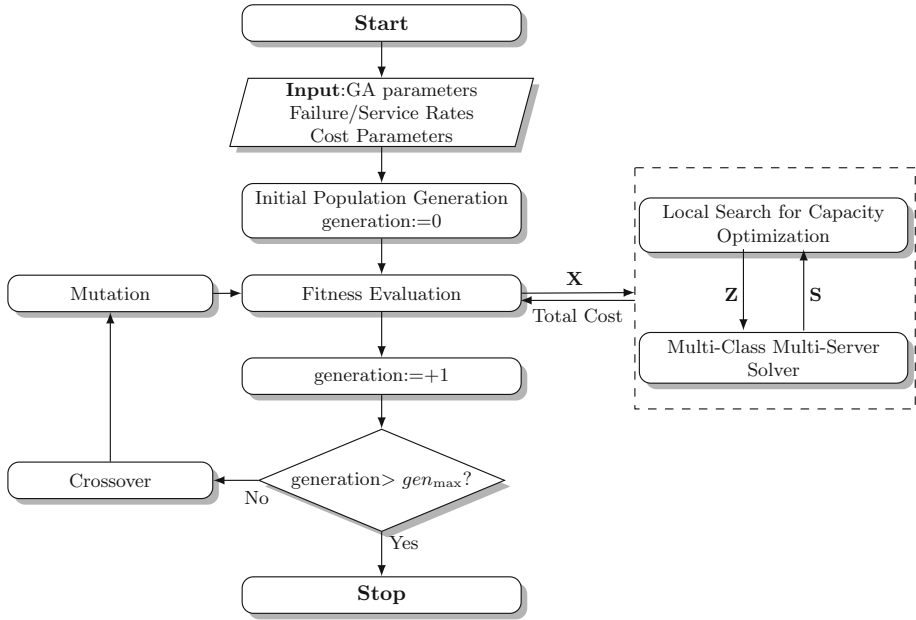 Start
Input:GA parameters
Failure/Service Rates
Cost Parameters
Initial Population Generation
generation:=0
Mutation
Fitness Evaluation
X
Total Cost
Local Search for Capacity
Optimization
Z
S
Multi-Class Multi-Server
Solver
generation:=+1
Crossover
No
generation> gen_max?
Yes
Stop